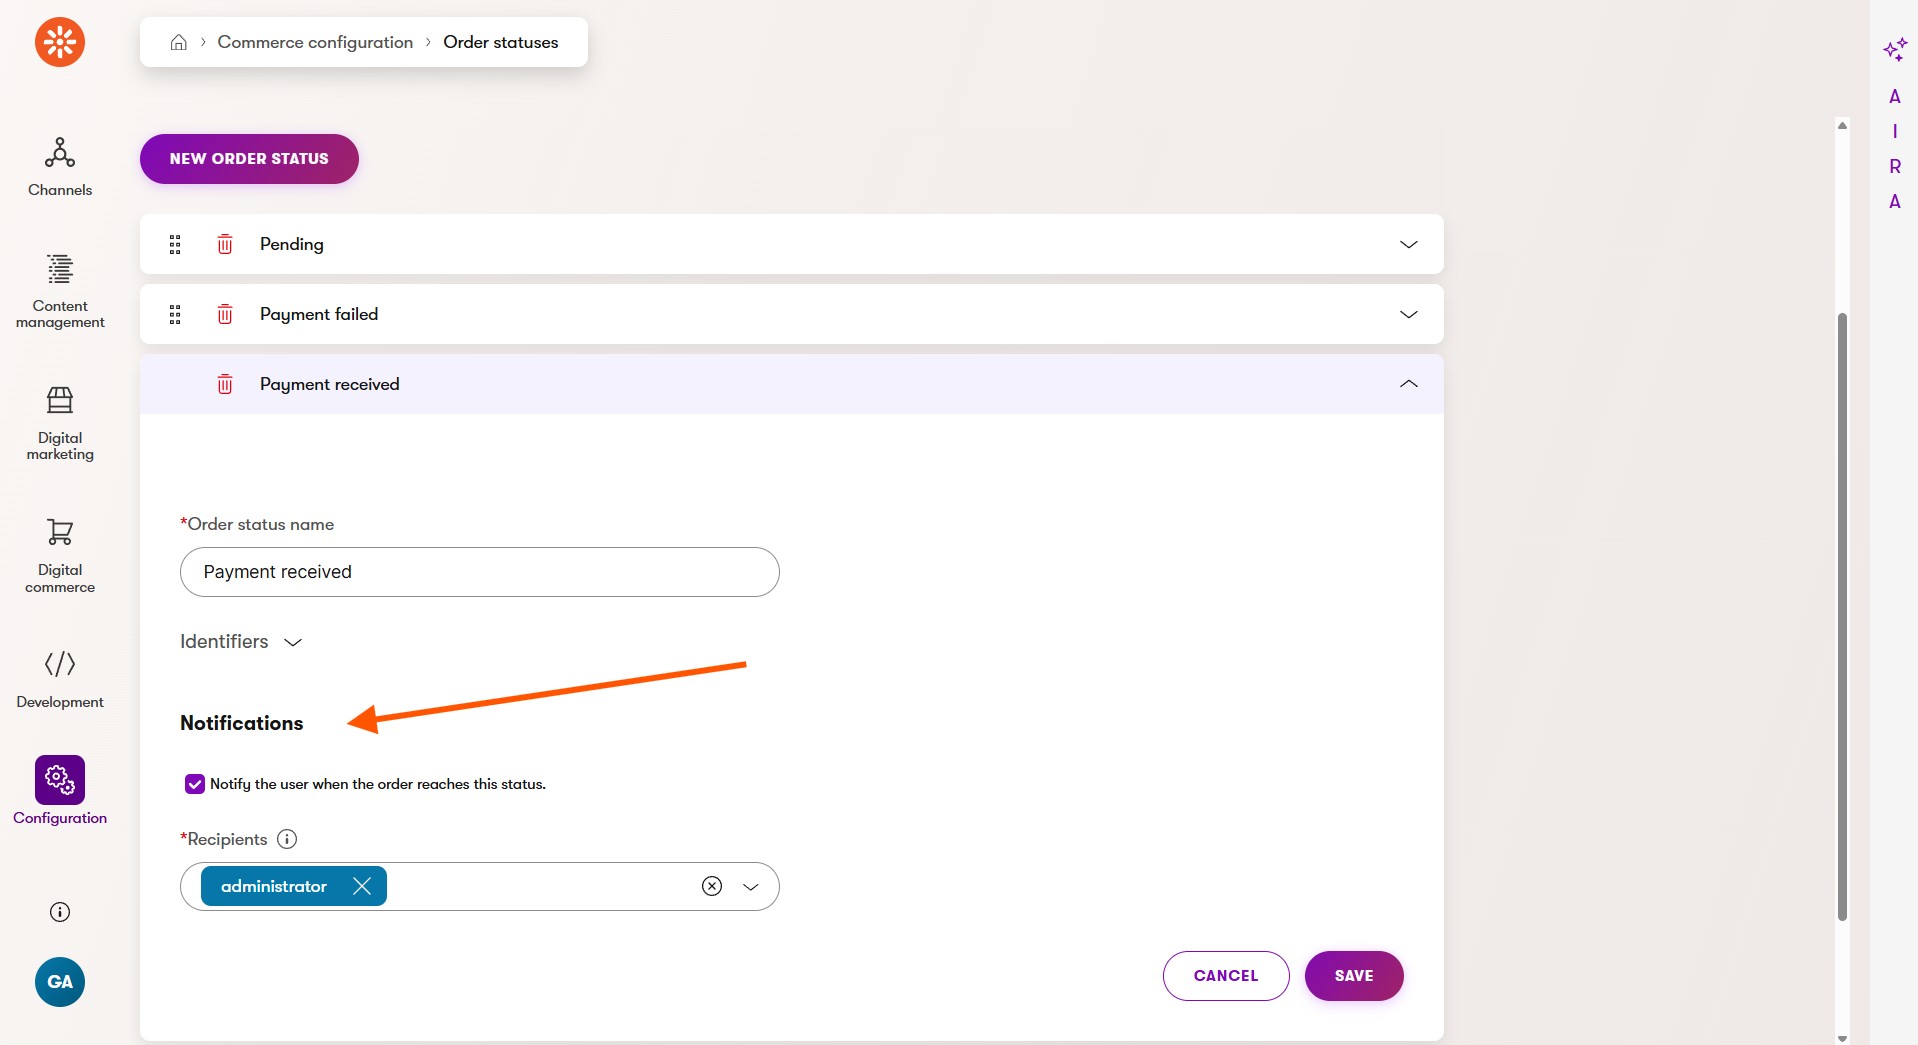 Commerce configuration
Order statuses
A
I
R
A
Channels
Content
management
Digital
marketing
Digital
commerce
Development
Configuration
GA
NEW ORDER STATUS
Pending
Payment failed
Payment received
*Order status name
Payment received
Identifiers
Notifications
Notify the user when the order reaches this status.
*Recipients
administrator
CANCEL
SAVE